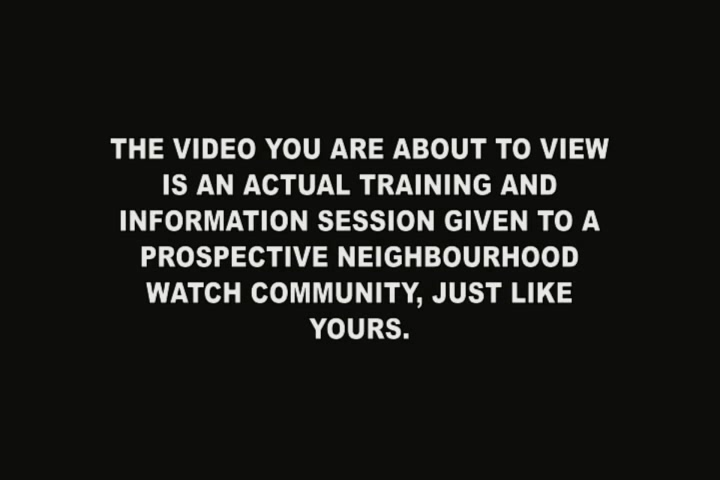 THE VIDEO YOU ARE ABOUT TO VIEW
IS AN ACTUAL TRAINING AND
INFORMATION SESSION GIVEN TO A
PROSPECTIVE NEIGHBOURHOOD
WATCH COMMUNITY, JUST LIKE
YOURS.